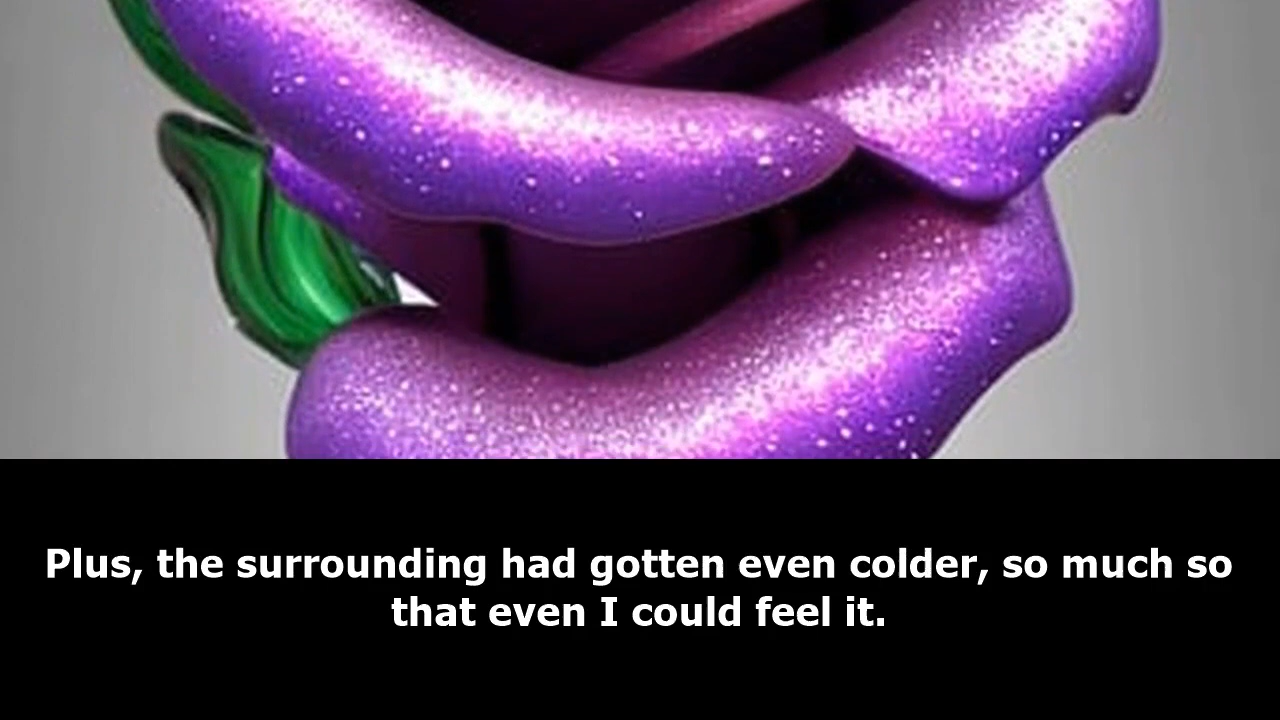 Plus, the surrounding had gotten even colder, so much so
that even I could feel it.